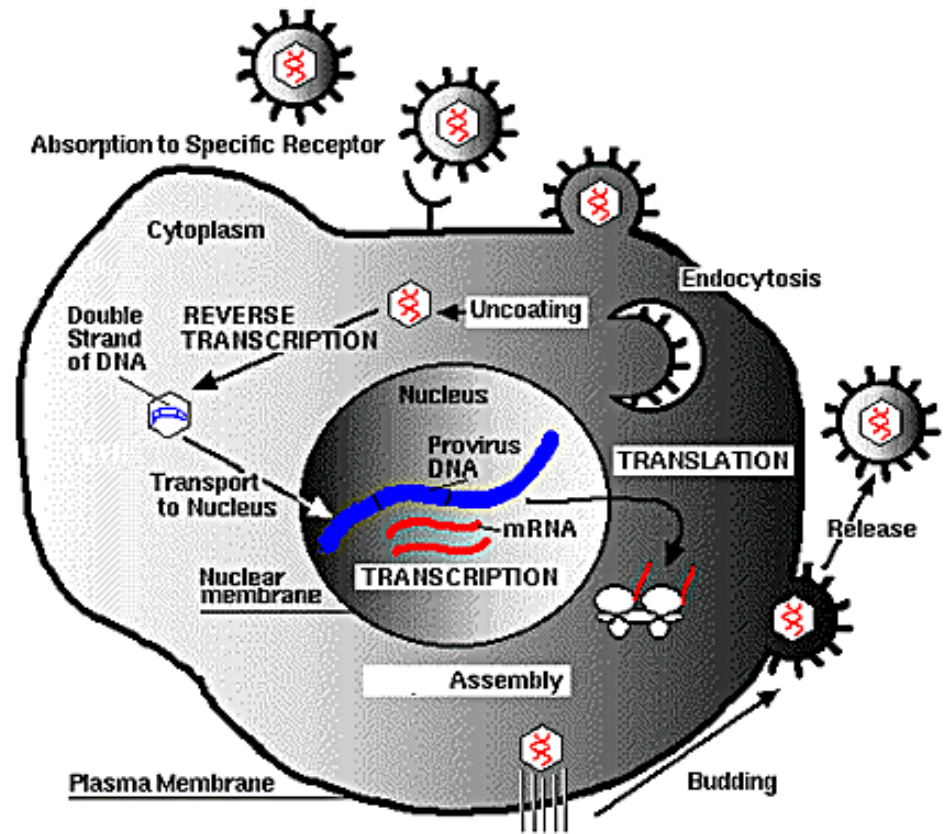 Absorption to Specific Receptor
Cytoplasm
Endocytosis
Double
Strand
of DNA
REVERSE
TRANSCRIPTION
Uncoating
Nucleus
Provirus
DNA
TRANSLATION
Transport
to Nucleus
mRNA
Release
TRANSCRIPTION
Nuclear
membrane
Assembly
Plasma Membrane
Budding